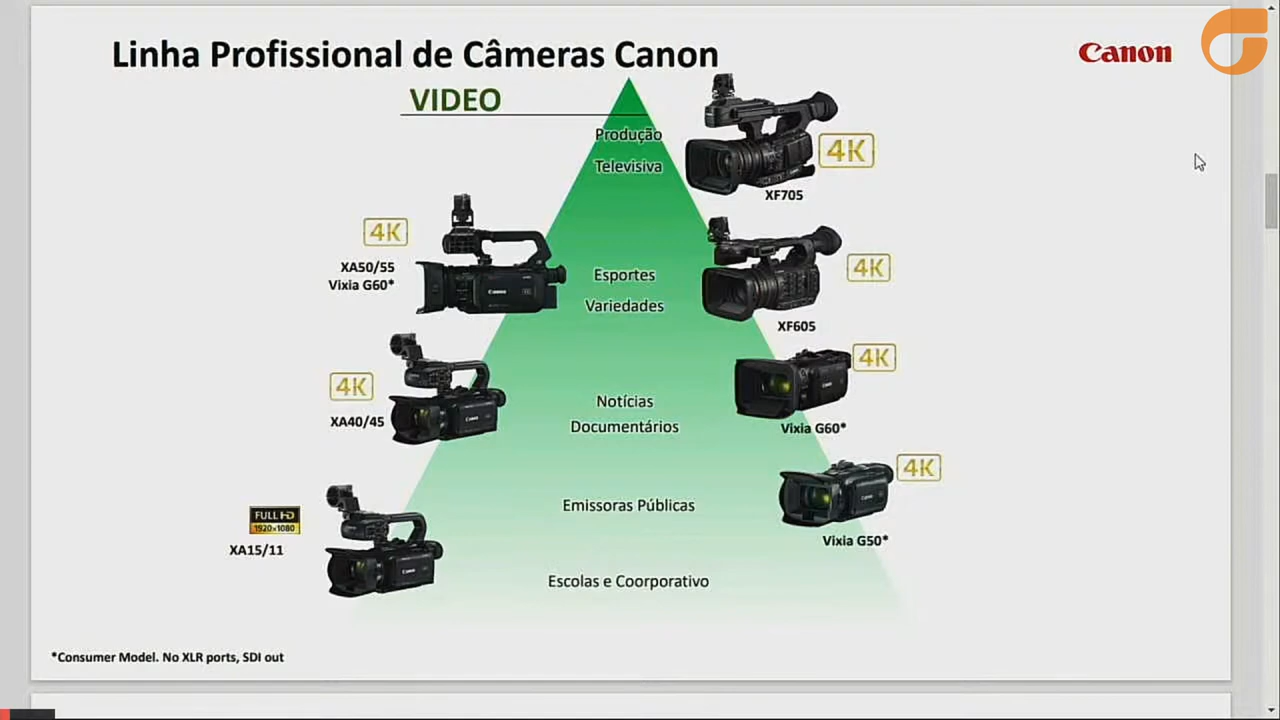 Linha Profissional de Câmeras Canon
Canon
VIDEO
Produção
Televisiva
4K
XF705
4K
XA50/55
Vixia G60*
Esportes
Variedades
4K
XF605
4K
XA40/45
Notícias
Documentários
4K
Vixia G60*
4K
Vixia G50*
Emissoras Públicas
FULL HD
1920x1080
XA15/11
Escolas e Coorporativo
*Consumer Model. No XLR ports, SDI out